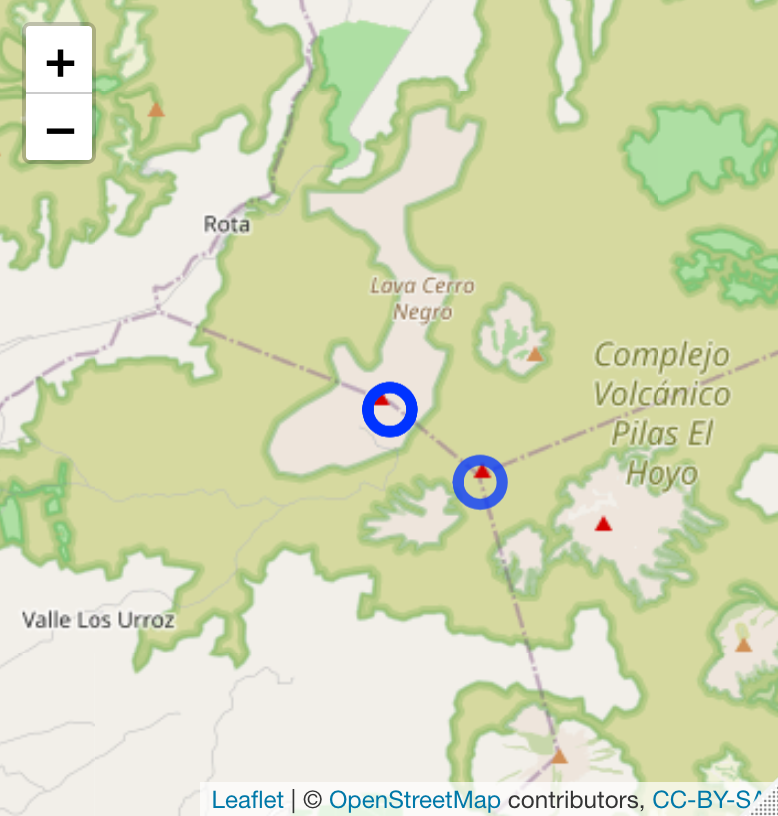 +
−
Rota
Lava Cerro
Negro
Complejo
Volcánico
Pilas El
Hoyo
Valle Los Urroz
Leaflet | © OpenStreetMap contributors, CC-BY-SA